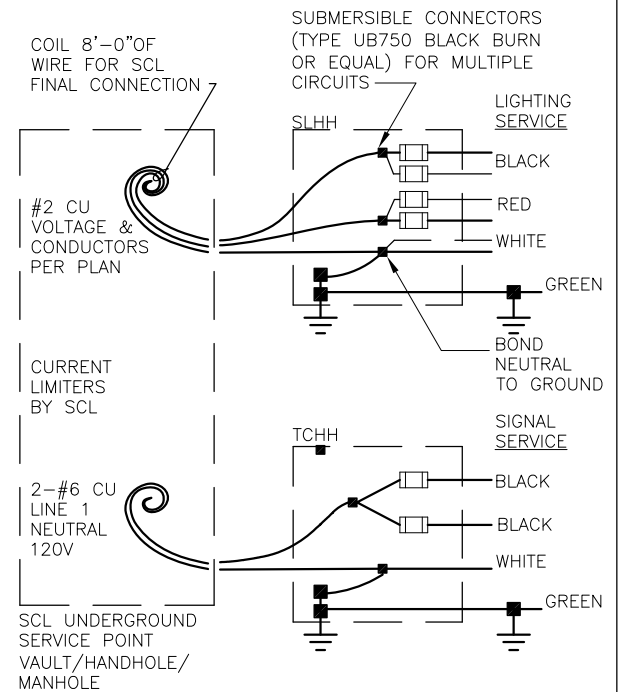 SUBMERSIBLE CONNECTORS
(TYPE UB750 BLACK BURN
OR EQUAL) FOR MULTIPLE
CIRCUITS
COIL 8'-0"OF
WIRE FOR SCL
FINAL CONNECTION
LIGHTING
SERVICE
SLHH
BLACK
#2 CU
VOLTAGE &
CONDUCTORS
PER PLAN
RED
WHITE
GREEN
BOND
NEUTRAL
TO GROUND
CURRENT
LIMITERS
BY SCL
SIGNAL
SERVICE
TCHH
BLACK
2-#6 CU
LINE 1
NEUTRAL
120V
BLACK
WHITE
GREEN
SCL UNDERGROUND
SERVICE POINT
VAULT/HANDHOLE/
MANHOLE